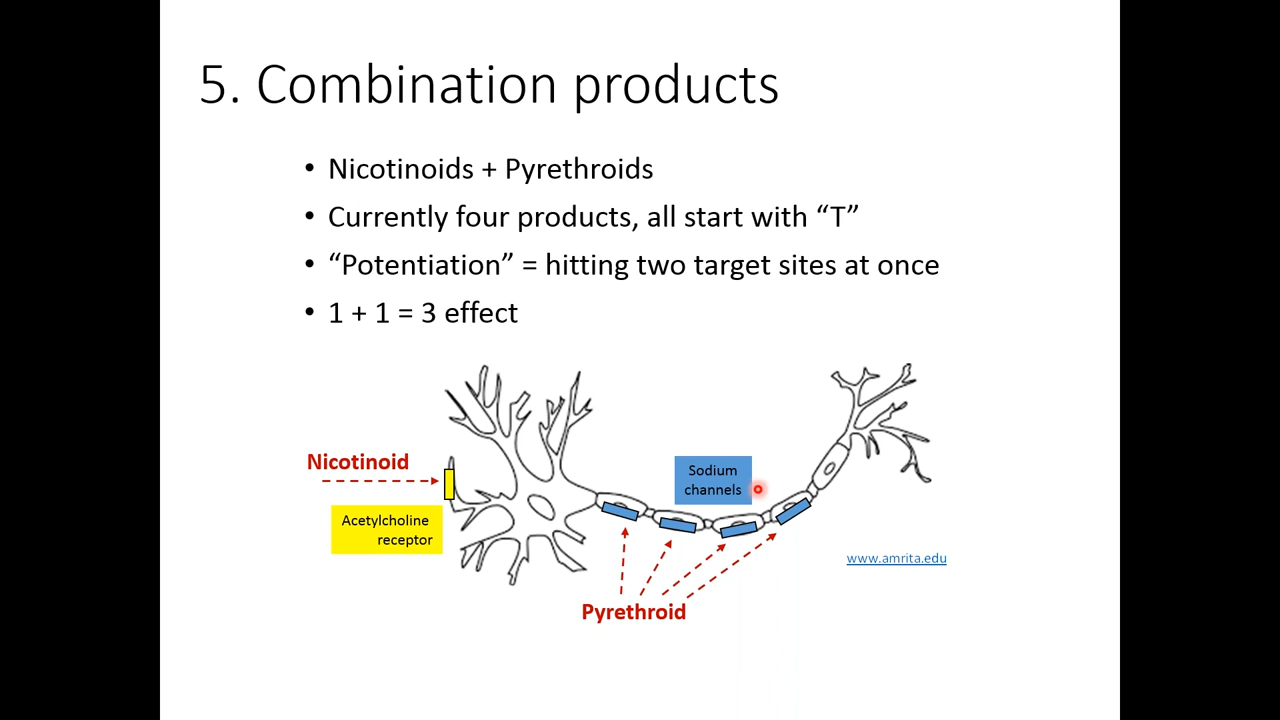 5. Combination products
• Nicotinoids + Pyrethroids
• Currently four products, all start with “T”
• “Potentiation” = hitting two target sites at once
• 1 + 1 = 3 effect
Nicotinoid
Acetylcholine
receptor
Sodium
channels
www.amrita.edu
Pyrethroid